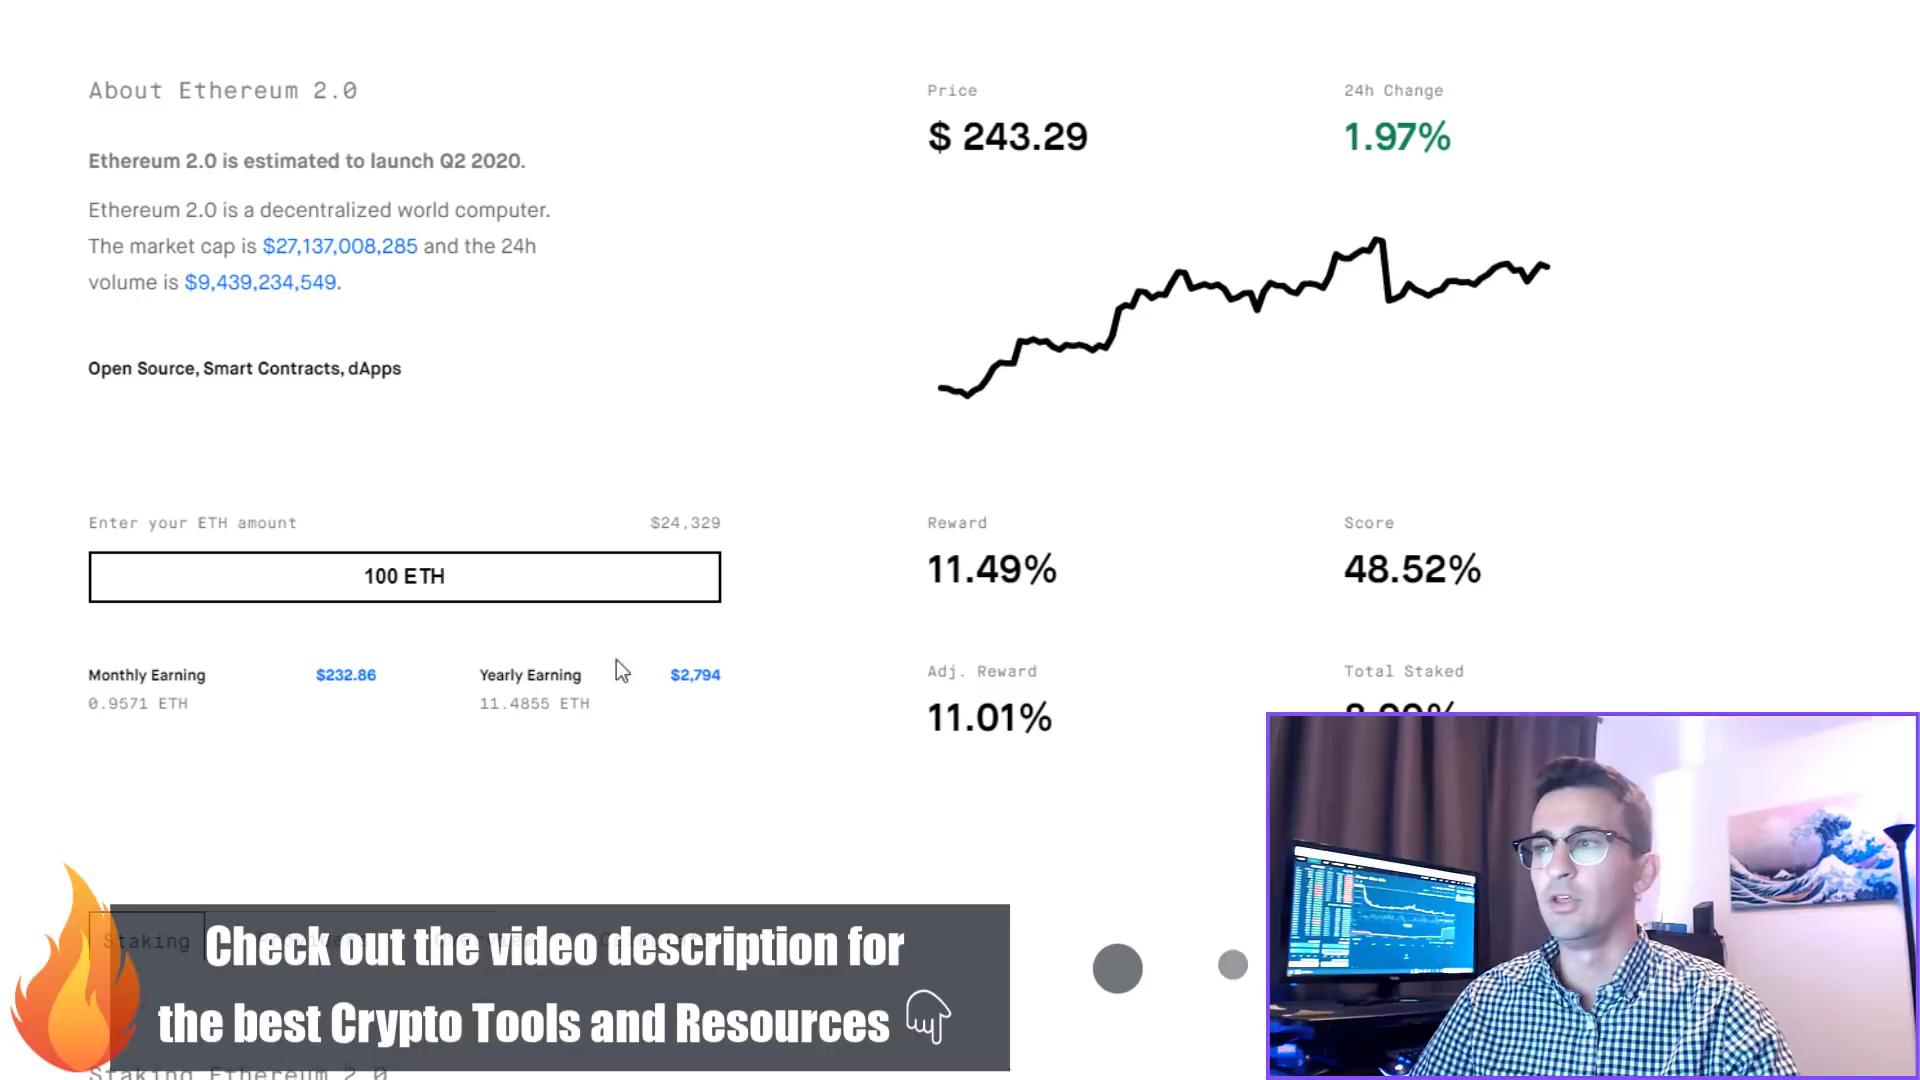 About Ethereum 2.0
Ethereum 2.0 is estimated to launch Q2 2020.
Ethereum 2.0 is a decentralized world computer.
The market cap is $27,137,008,285 and the 24h
volume is $9,439,234,549.
Open Source, Smart Contracts, dApps
Price
$ 243.29
24h Change
1.97%
Enter your ETH amount
$24,329
100 ETH
Monthly Earning
$232.86
0.9571 ETH
Yearly Earning
$2,794
11.4855 ETH
Reward
11.49%
Score
48.52%
Adj. Reward
11.01%
Total Staked
Staking
Check out the video description for
the best Crypto Tools and Resources
Staking Ethereum 2.0